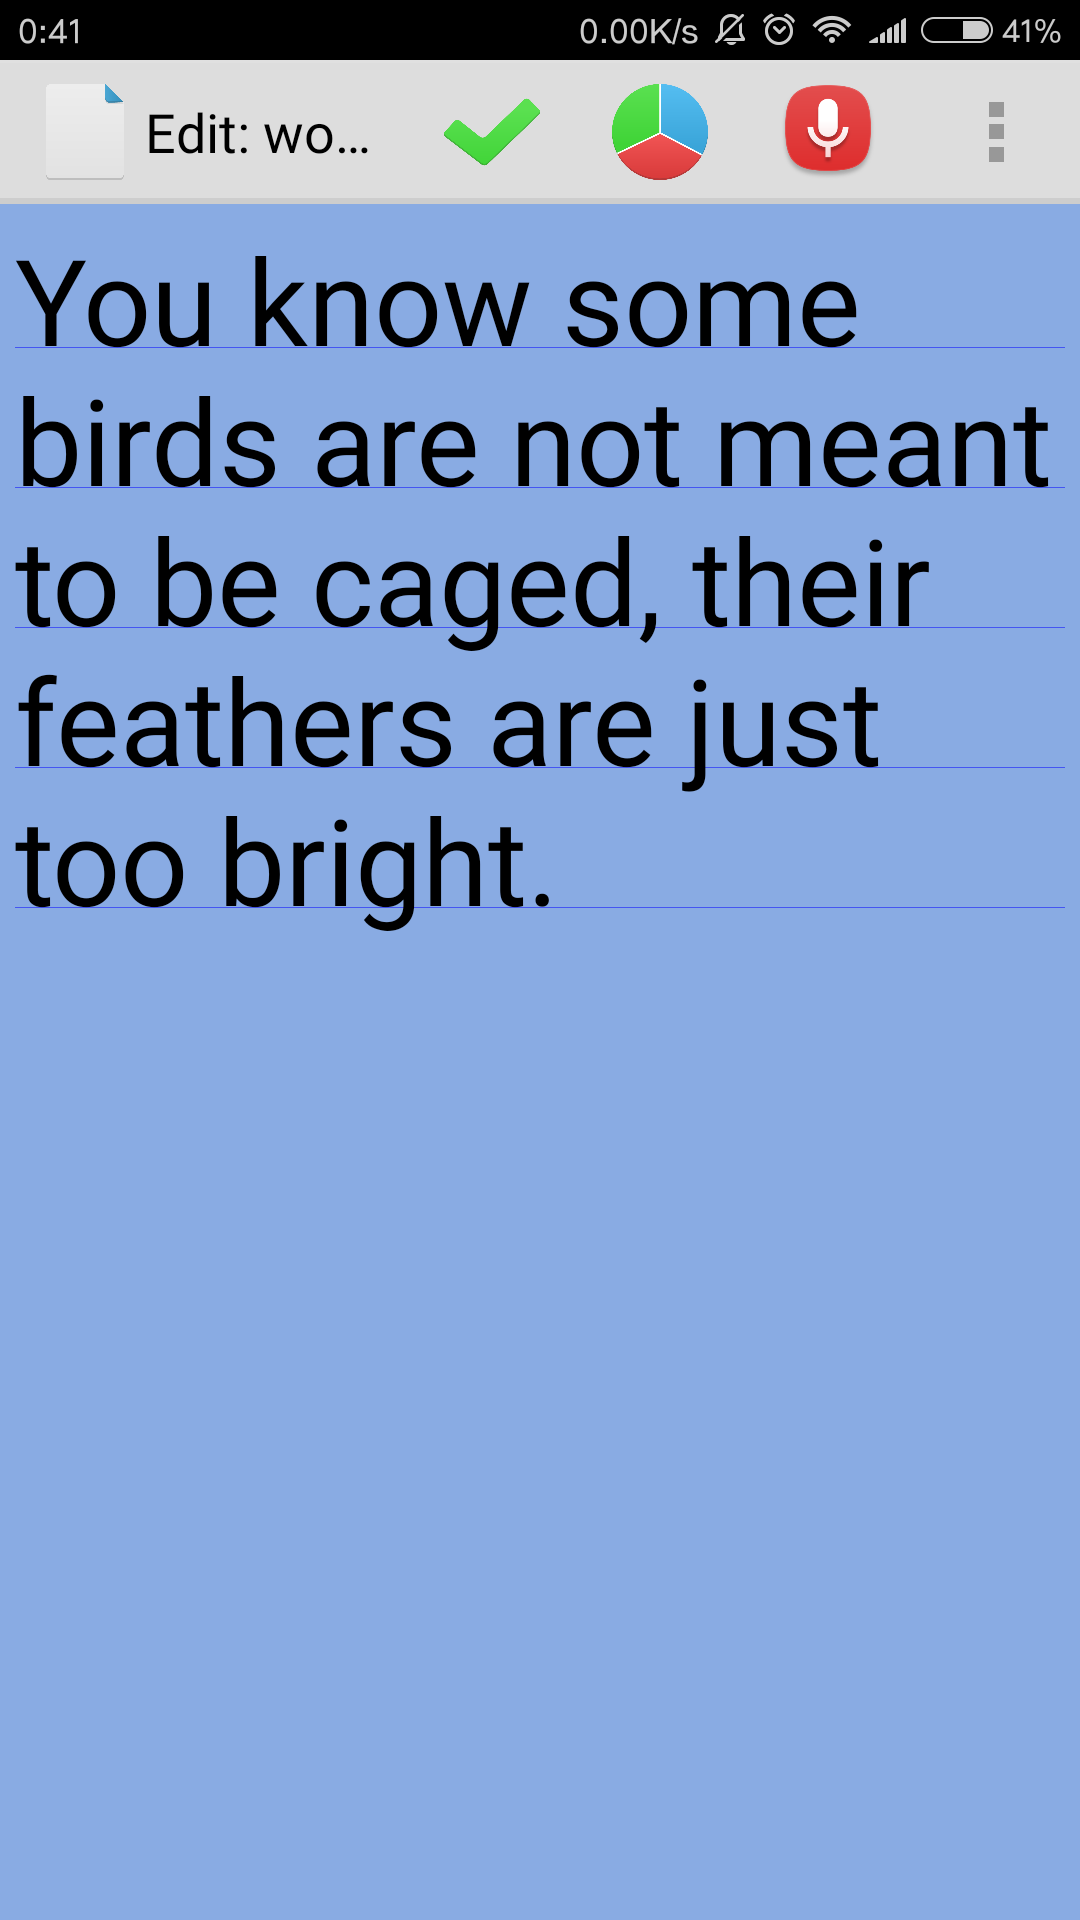 0:41 0.00K/s 41%
Edit: wo...
You know some
birds are not meant
to be caged, their
feathers are just
too bright.